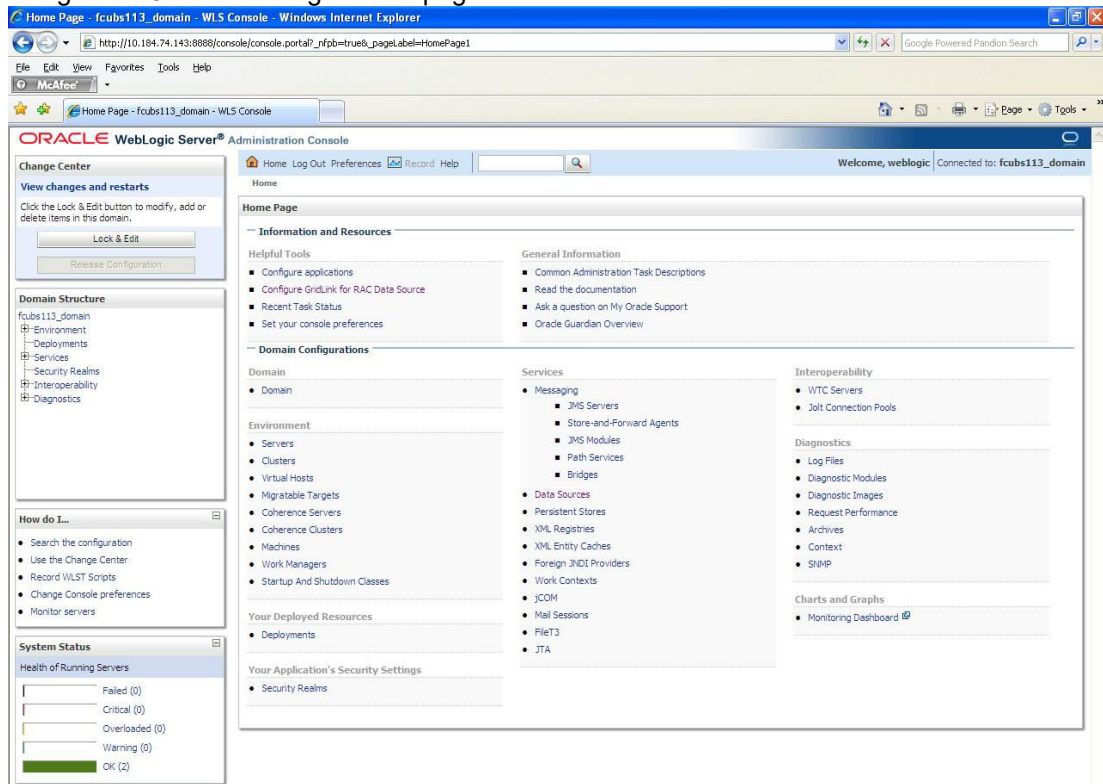 Home Page - fcubs113_domain - WLS Console - Windows Internet Explorer
http://10.184.74.143:8888/console/console.portal?_nfpb=true&_pageLabel=HomePage1
Google Powered Pandion Search
File Edit View Favorites Tools Help
McAfee
Home Page - fcubs113_domain - WLS Console
Page Tools
ORACLE WebLogic Server® Administration Console
Change Center
View changes and restarts
Click the Lock & Edit button to modify, add or
delete items in this domain.
Lock & Edit
Release Configuration
Domain Structure
fcubs113_domain
Environment
Deployments
Services
Security Realms
Interoperability
Diagnostics
How do I...
Search the configuration
Use the Change Center
Record WLST Scripts
Change Console preferences
Monitor servers
System Status
Health of Running Servers
Failed (0)
Critical (0)
Overloaded (0)
Warning (0)
OK (2)
Home Log Out Preferences Record Help
Welcome, weblogic Connected to: fcubs113_domain
Home
Home Page
Information and Resources
Helpful Tools
Configure applications
Configure GridLink for RAC Data Source
Recent Task Status
Set your console preferences
General Information
Common Administration Task Descriptions
Read the documentation
Ask a question on My Oracle Support
Oracle Guardian Overview
Domain Configurations
Domain
Domain
Environment
Servers
Clusters
Virtual Hosts
Migratable Targets
Coherence Servers
Coherence Clusters
Machines
Work Managers
Startup And Shutdown Classes
Your Deployed Resources
Deployments
Your Application's Security Settings
Security Realms
Services
Messaging
JMS Servers
Store-and-Forward Agents
JMS Modules
Path Services
Bridges
Data Sources
Persistent Stores
XML Registries
XML Entity Caches
Foreign JNDI Providers
Work Contexts
jCOM
Mail Sessions
FileT3
JTA
Interoperability
WTC Servers
Jolt Connection Pools
Diagnostics
Log Files
Diagnostic Modules
Diagnostic Images
Request Performance
Archives
Context
SNMP
Charts and Graphs
Monitoring Dashboard